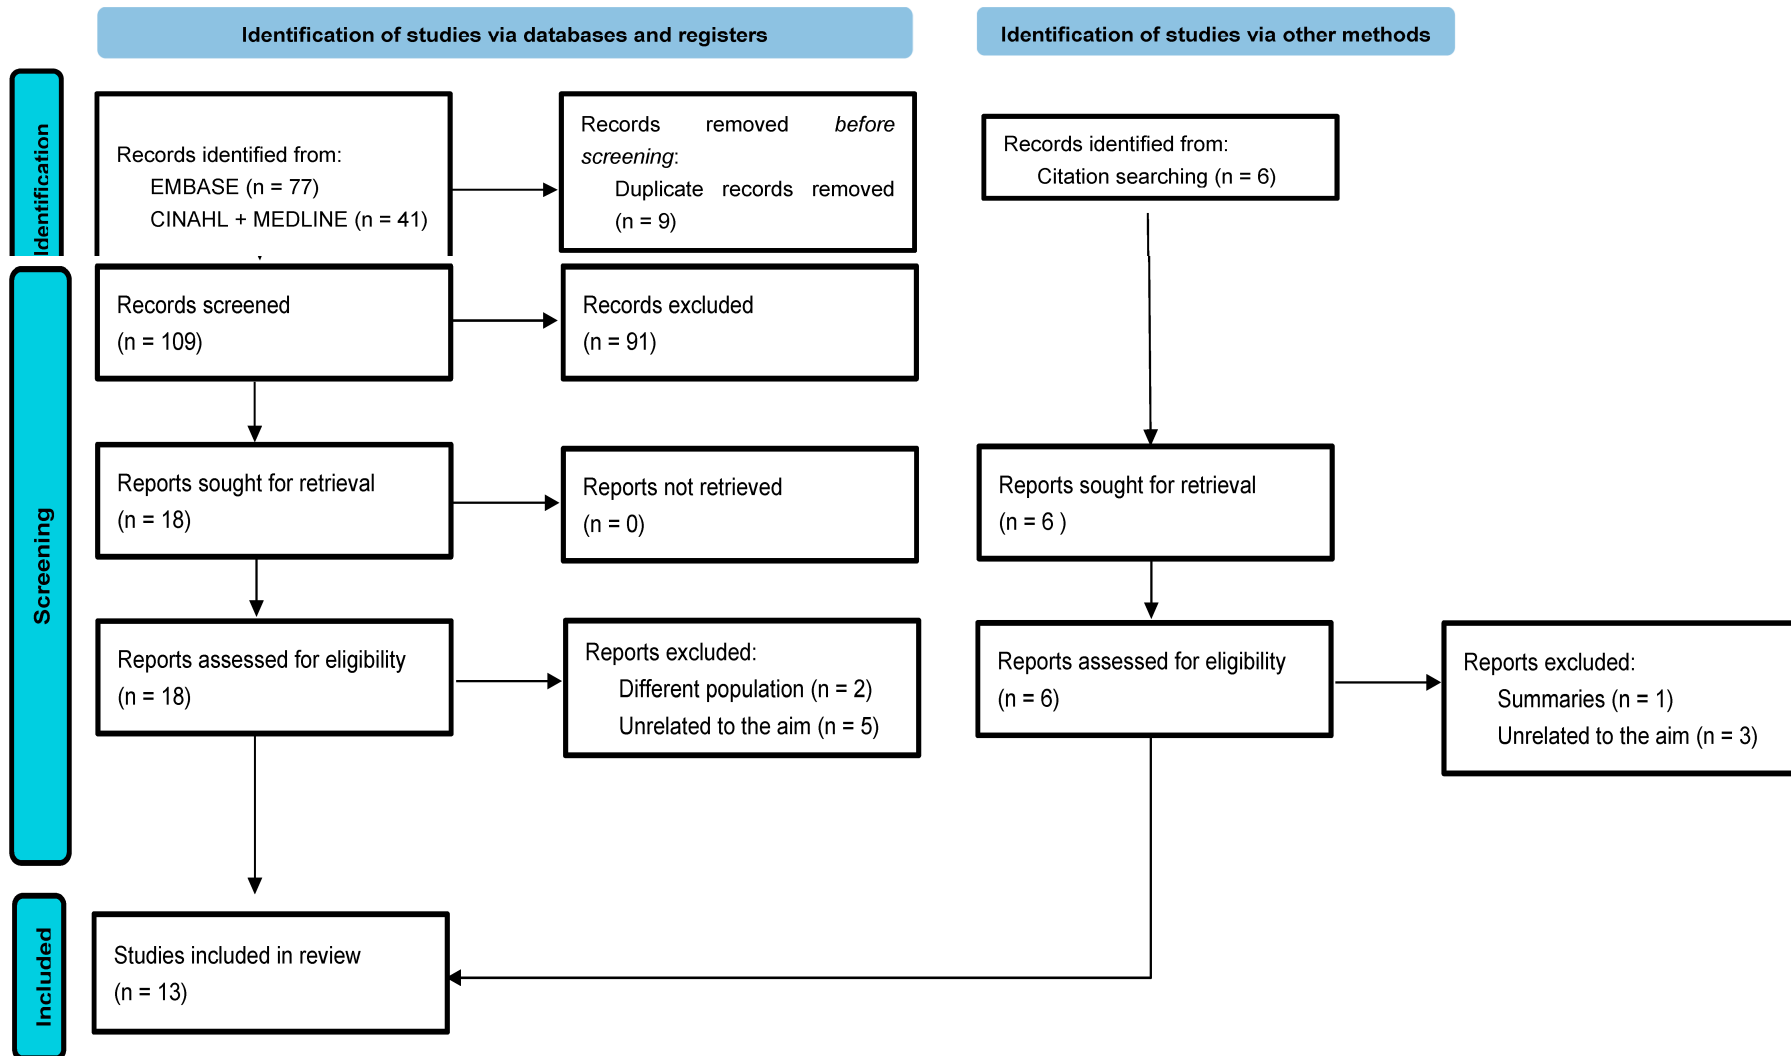 Identification of studies via databases and registers
Identification of studies via other methods
Identification
Records identified from:
EMBASE (n = 77)
CINAHL + MEDLINE (n = 41)
Records removed before
screening:
Duplicate records removed
(n = 9)
Records identified from:
Citation searching (n = 6)
Screening
Records screened
(n = 109)
Records excluded
(n = 91)
Reports sought for retrieval
(n = 18)
Reports not retrieved
(n = 0)
Reports sought for retrieval
(n = 6 )
Reports assessed for eligibility
(n = 18)
Reports excluded:
Different population (n = 2)
Unrelated to the aim (n = 5)
Reports assessed for eligibility
(n = 6)
Reports excluded:
Summaries (n = 1)
Unrelated to the aim (n = 3)
Included
Studies included in review
(n = 13)